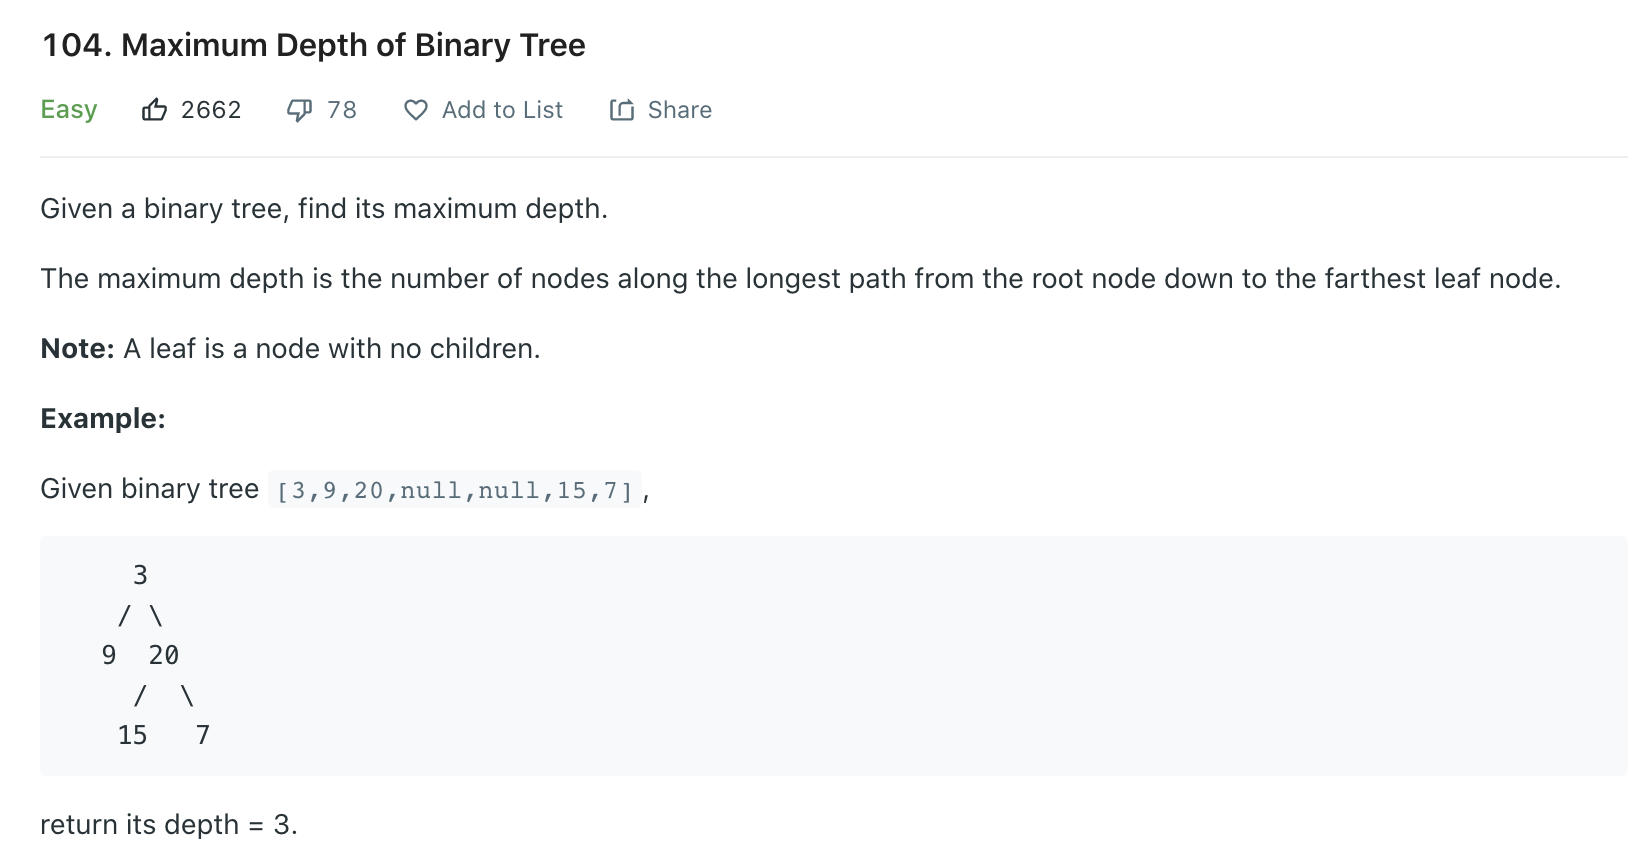 104. Maximum Depth of Binary Tree
Easy 2662 78 Add to List Share
Given a binary tree, find its maximum depth.
The maximum depth is the number of nodes along the longest path from the root node down to the farthest leaf node.
Note: A leaf is a node with no children.
Example:
Given binary tree [3,9,20,null,null,15,7],
3
/ \
9 20
/ \
15 7
return its depth = 3.